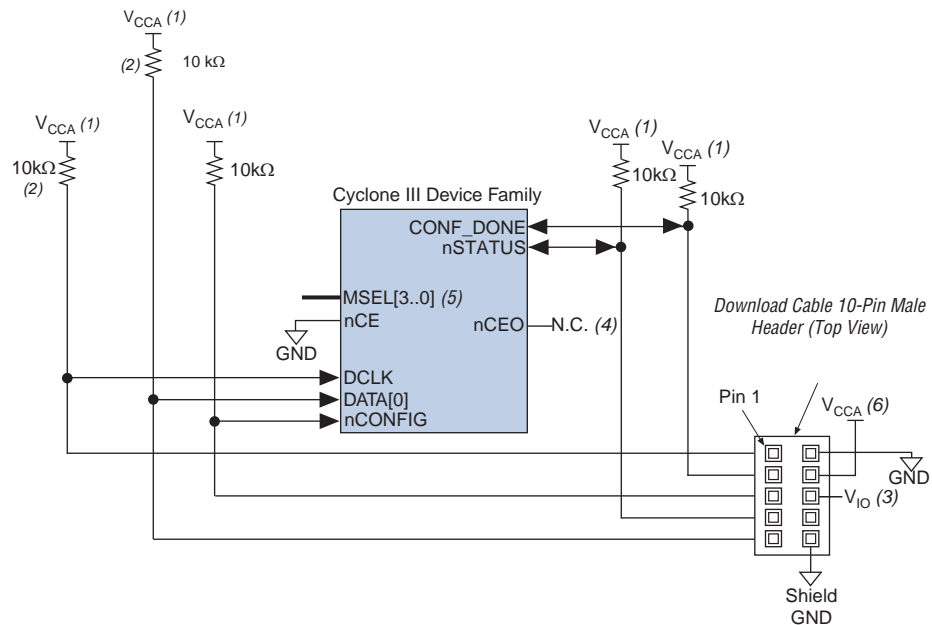 VCCA (1)
(2)
10 kΩ
VCCA (1)
10kΩ
(2)
VCCA (1)
10kΩ
VCCA (1)
10kΩ
VCCA (1)
10kΩ
Cyclone III Device Family
CONF_DONE
nSTATUS
MSEL[3..0] (5)
nCE
GND
nCEO
N.C. (4)
DCLK
DATA[0]
nCONFIG
Download Cable 10-Pin Male
Header (Top View)
Pin 1
VCCA (6)
GND
VIO (3)
Shield
GND